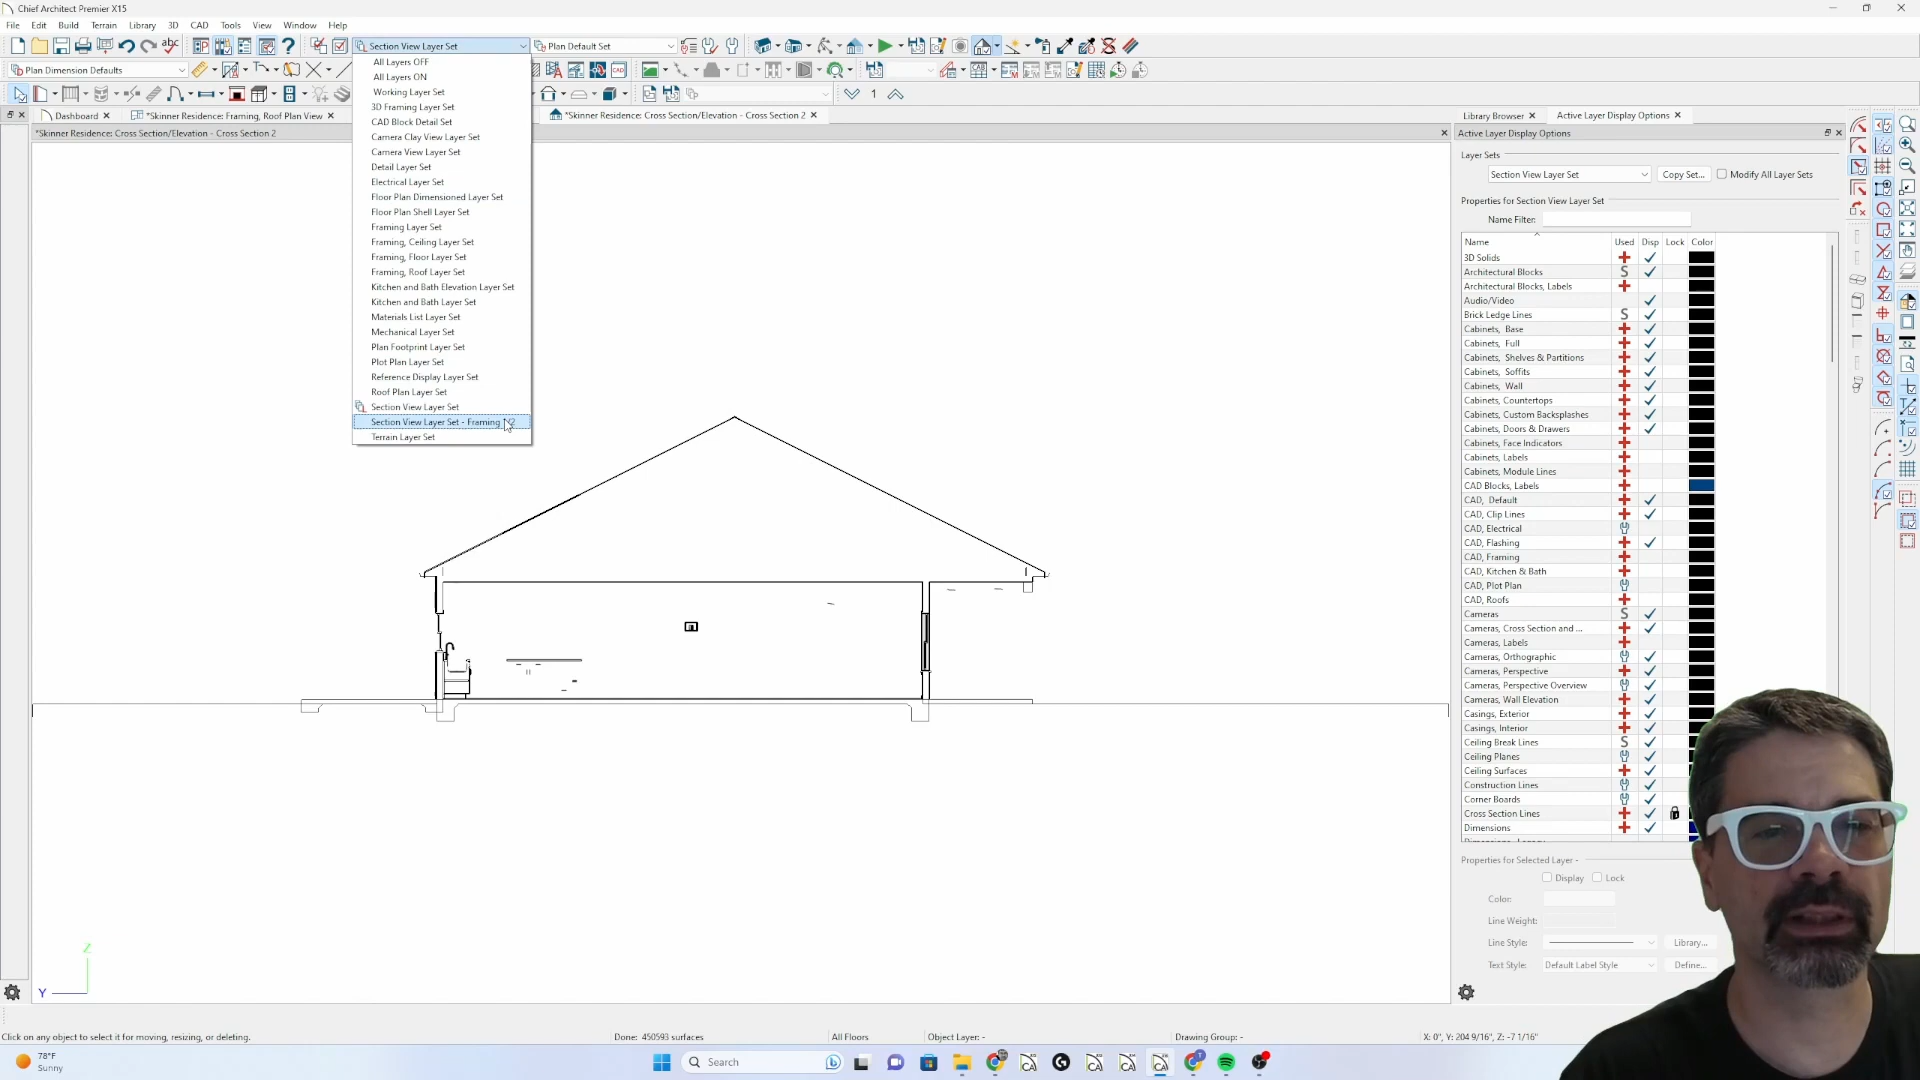 Chief Architect Premier X15
File Edit Build Terrain Library 3D CAD Tools View Window Help
Section View Layer Set
Plan Default Set
Plan Dimension Defaults
1
Dashboard
*Skinner Residence: Framing, Roof Plan View
*Skinner Residence: Cross Section/Elevation - Cross Section 2
*Skinner Residence: Cross Section/Elevation - Cross Section 2
All Layers OFF
All Layers ON
Working Layer Set
3D Framing Layer Set
CAD Block Detail Set
Camera Clay View Layer Set
Camera View Layer Set
Detail Layer Set
Electrical Layer Set
Floor Plan Dimensioned Layer Set
Floor Plan Shell Layer Set
Framing Layer Set
Framing, Ceiling Layer Set
Framing, Floor Layer Set
Framing, Roof Layer Set
Kitchen and Bath Elevation Layer Set
Kitchen and Bath Layer Set
Materials List Layer Set
Mechanical Layer Set
Plan Footprint Layer Set
Plot Plan Layer Set
Reference Display Layer Set
Roof Plan Layer Set
Section View Layer Set
Section View Layer Set - Framing
Terrain Layer Set
Library Browser
Active Layer Display Options
Active Layer Display Options
Layer Sets
Section View Layer Set
Copy Set...
Modify All Layer Sets
Properties for Section View Layer Set
Name Filter:
Name Used Disp Lock Color
3D Solids
Architectural Blocks S
Architectural Blocks, Labels
Audio/Video
Brick Ledge Lines S
Cabinets, Base
Cabinets, Full
Cabinets, Shelves & Partitions
Cabinets, Soffits
Cabinets, Wall
Cabinets, Countertops
Cabinets, Custom Backsplashes
Cabinets, Doors & Drawers
Cabinets, Face Indicators
Cabinets, Labels
Cabinets, Module Lines
CAD Blocks, Labels
CAD, Default
CAD, Clip Lines
CAD, Electrical
CAD, Flashing
CAD, Framing
CAD, Kitchen & Bath
CAD, Plot Plan
CAD, Roofs
Cameras S
Cameras, Cross Section and ...
Cameras, Labels
Cameras, Orthographic
Cameras, Perspective
Cameras, Perspective Overview
Cameras, Wall Elevation
Casings, Exterior
Casings, Interior
Ceiling Break Lines S
Ceiling Planes
Ceiling Surfaces
Construction Lines
Corner Boards
Cross Section Lines
Dimensions
Properties for Selected Layer -
Display Lock
Color:
Line Weight:
Line Style: Library...
Text Style: Default Label Style Define...
Z
Y
Click on any object to select it for moving, resizing, or deleting.
Done: 450593 surfaces
All Floors
Object Layer: -
Drawing Group: -
X: 0", Y: 204 9/16", Z: -7 1/16"
78°F
Sunny
Search